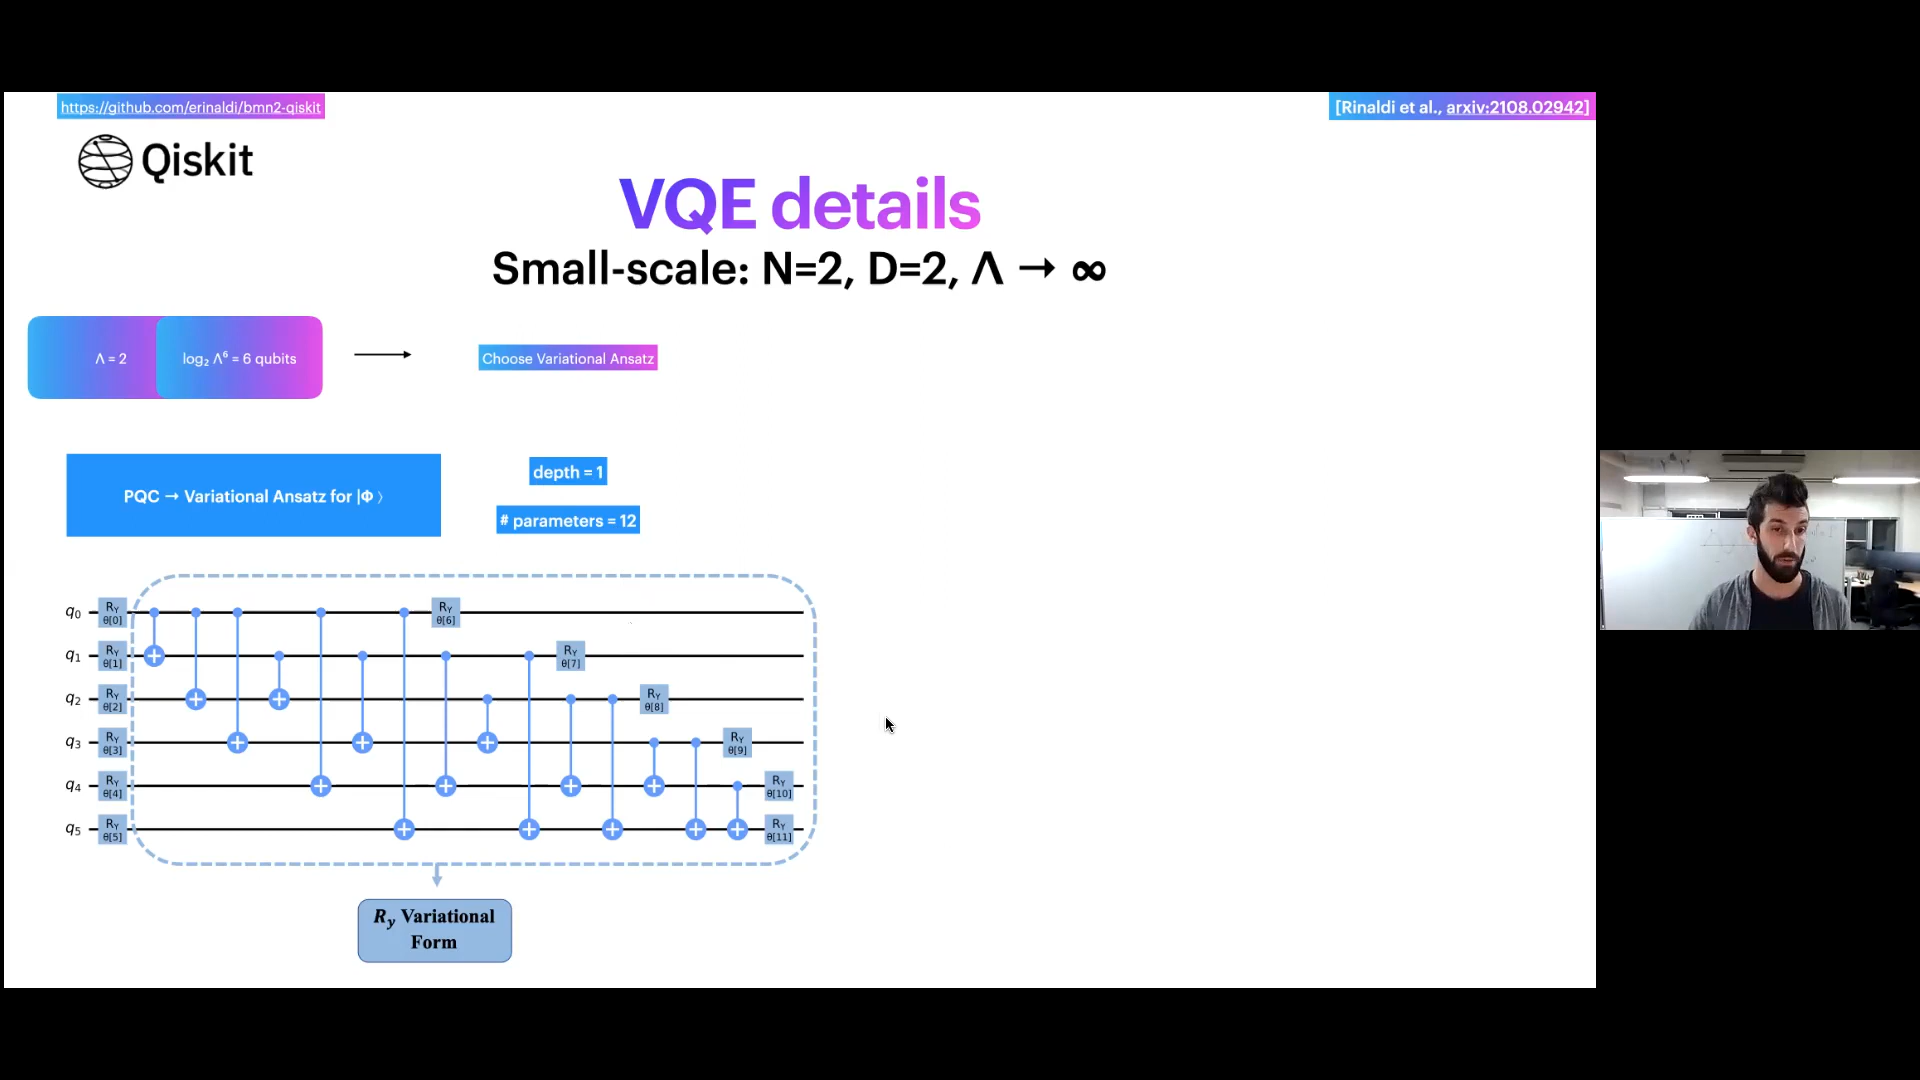 https://github.com/erinaldi/bmn2-qiskit
[Rinaldi et al., arxiv:2108.02942]
Qiskit
VQE details
Small-scale: N=2, D=2, Λ → ∞
Λ = 2
log₂ Λ⁶ = 6 qubits
Choose Variational Ansatz
PQC → Variational Ansatz for |Φ ⟩
depth = 1
# parameters = 12
q₀ R_Y θ[0] R_Y θ[6]
q₁ R_Y θ[1] R_Y θ[7]
q₂ R_Y θ[2] R_Y θ[8]
q₃ R_Y θ[3] R_Y θ[9]
q₄ R_Y θ[4] R_Y θ[10]
q₅ R_Y θ[5] R_Y θ[11]
R_y Variational
Form